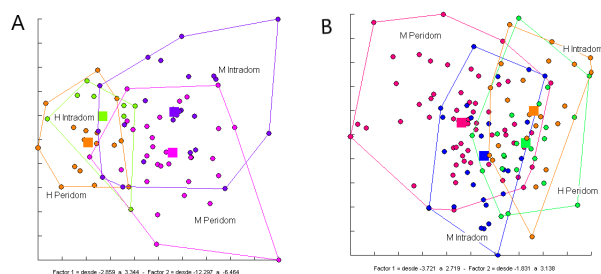 A
M Intradom
H Intradom
H Peridom
M Peridom
Factor 1 = desde -2.859 a 3.344 - Factor 2 = desde -12.297 a -6.464
B
M Peridom
H Intradom
H Peridom
M Intradom
Factor 1 = desde -3.721 a 2.719 - Factor 2 = desde -1.831 a 3.138